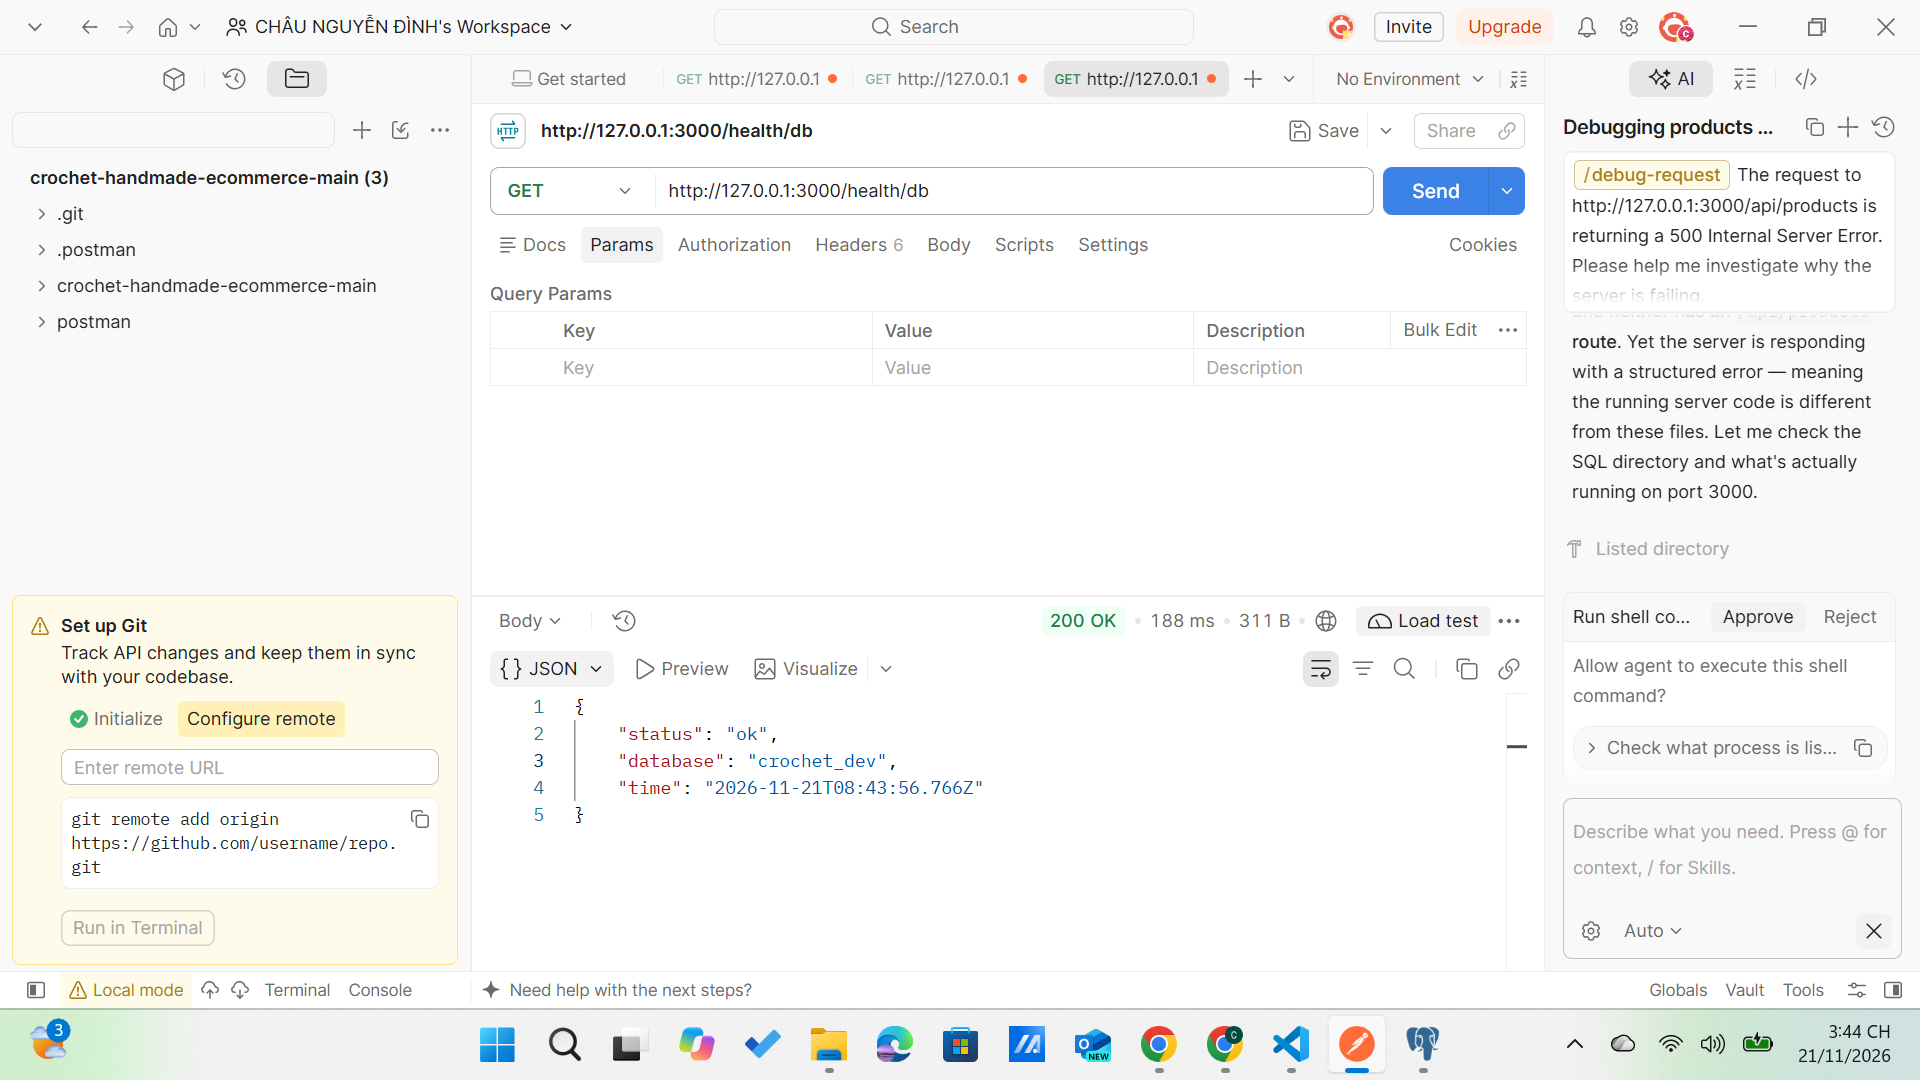 CHÂU NGUYỄN ĐÌNH's Workspace
Search
Invite
Upgrade
C
Get started
GET http://127.0.0.1
GET http://127.0.0.1
GET http://127.0.0.1
No Environment
AI
HTTP
http://127.0.0.1:3000/health/db
Save
Share
Debugging products ...
crochet-handmade-ecommerce-main (3)
.git
.postman
crochet-handmade-ecommerce-main
postman
GET
http://127.0.0.1:3000/health/db
Send
Docs
Params
Authorization
Headers 6
Body
Scripts
Settings
Cookies
Query Params
Key Value Description Bulk Edit
Key Value Description
/debug-request The request to
http://127.0.0.1:3000/api/products is
returning a 500 Internal Server Error.
Please help me investigate why the
server is failing.
and neither has an /api/products
route. Yet the server is responding
with a structured error — meaning
the running server code is different
from these files. Let me check the
SQL directory and what's actually
running on port 3000.
Listed directory
Run shell co...
Approve
Reject
Allow agent to execute this shell
command?
Check what process is lis...
Describe what you need. Press @ for
context, / for Skills.
Auto
Set up Git
Track API changes and keep them in sync
with your codebase.
Initialize
Configure remote
Enter remote URL
git remote add origin
https://github.com/username/repo.
git
Run in Terminal
Body
200 OK
188 ms
311 B
Load test
{} JSON
Preview
Visualize
1 {
2 "status": "ok",
3 "database": "crochet_dev",
4 "time": "2026-11-21T08:43:56.766Z"
5 }
Local mode
Terminal
Console
Need help with the next steps?
Globals
Vault
Tools
3
NEW
C
3:44 CH
21/11/2026